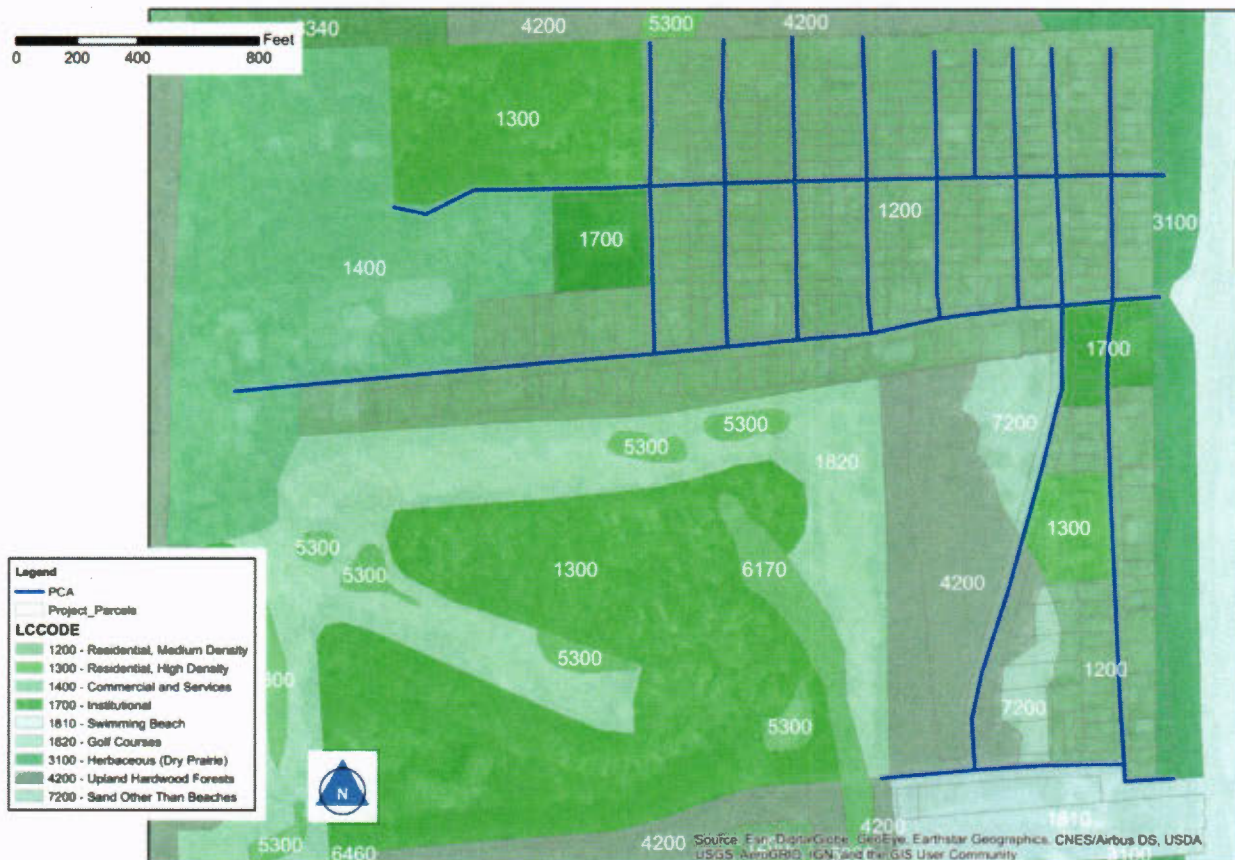 Feet
0 200 400 800
4200 5300 4200
1300
1200
3100
1700
1400
1700
7200
5300
5300
1820
1300
5300
5300
1300
6170
4200
5300
1200
7200
5300
Legend
PCA
Project_Parcels
LCCODE
1200 - Residential, Medium Density
1300 - Residential, High Density
1400 - Commercial and Services
1700 - Institutional
1810 - Swimming Beach
1820 - Golf Courses
3100 - Herbaceous (Dry Prairie)
4200 - Upland Hardwood Forests
7200 - Sand Other Than Beaches
N
1810
4200
4200
5300
6460
Source: Esri, DigitalGlobe, GeoEye, Earthstar Geographics, CNES/Airbus DS, USDA,
USGS, AeroGRID, IGN, and the GIS User Community